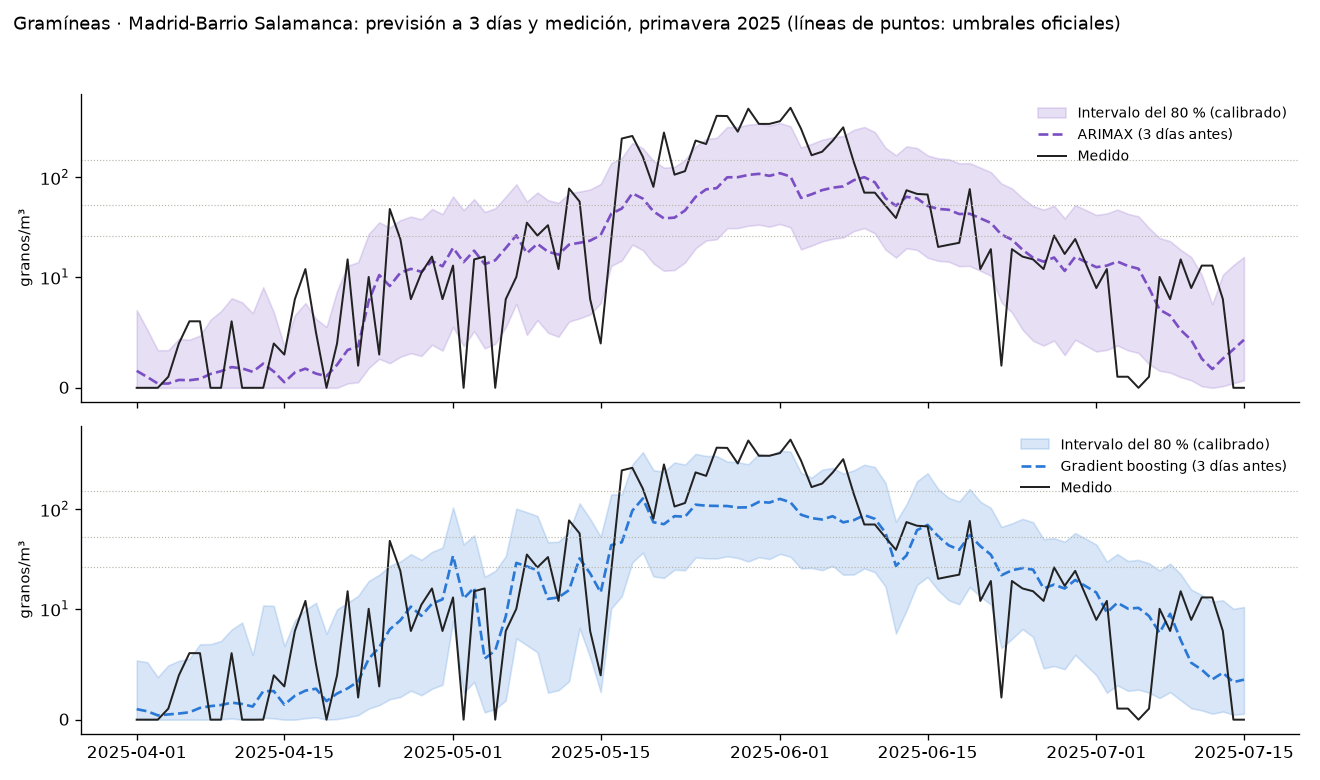 Gramíneas · Madrid-Barrio Salamanca: previsión a 3 días y medición, primavera 2025 (líneas de puntos: umbrales oficiales)
Intervalo del 80 % (calibrado)
ARIMAX (3 días antes)
Medido
granos/m³
10²
10¹
0
Intervalo del 80 % (calibrado)
Gradient boosting (3 días antes)
Medido
granos/m³
10²
10¹
0
2025-04-01 2025-04-15 2025-05-01 2025-05-15 2025-06-01 2025-06-15 2025-07-01 2025-07-15